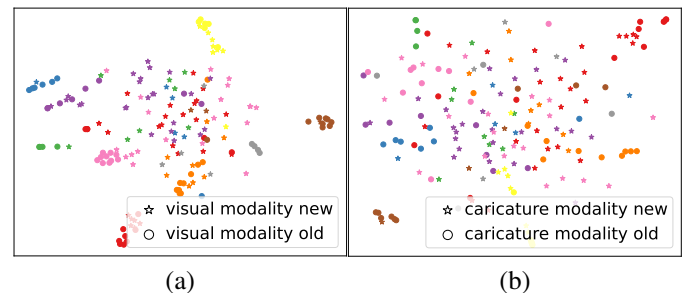 visual modality new
visual modality old
caricature modality new
caricature modality old
(a)
(b)